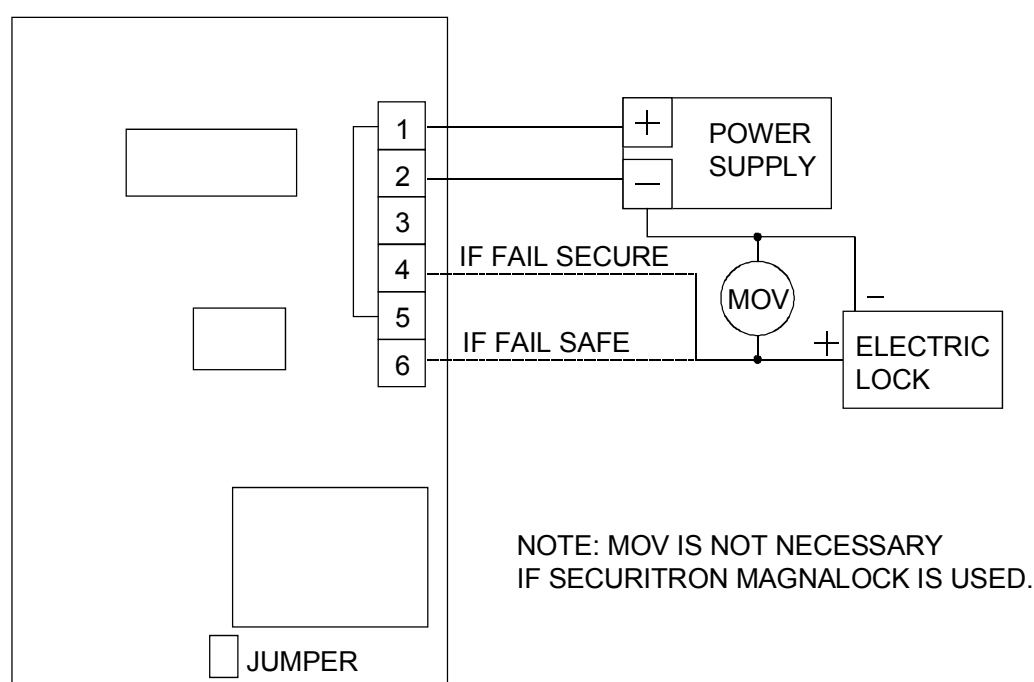 1
2
3
4
5
6
+
−
POWER
SUPPLY
IF FAIL SECURE
IF FAIL SAFE
MOV
−
+
ELECTRIC
LOCK
NOTE: MOV IS NOT NECESSARY
IF SECURITRON MAGNALOCK IS USED.
JUMPER